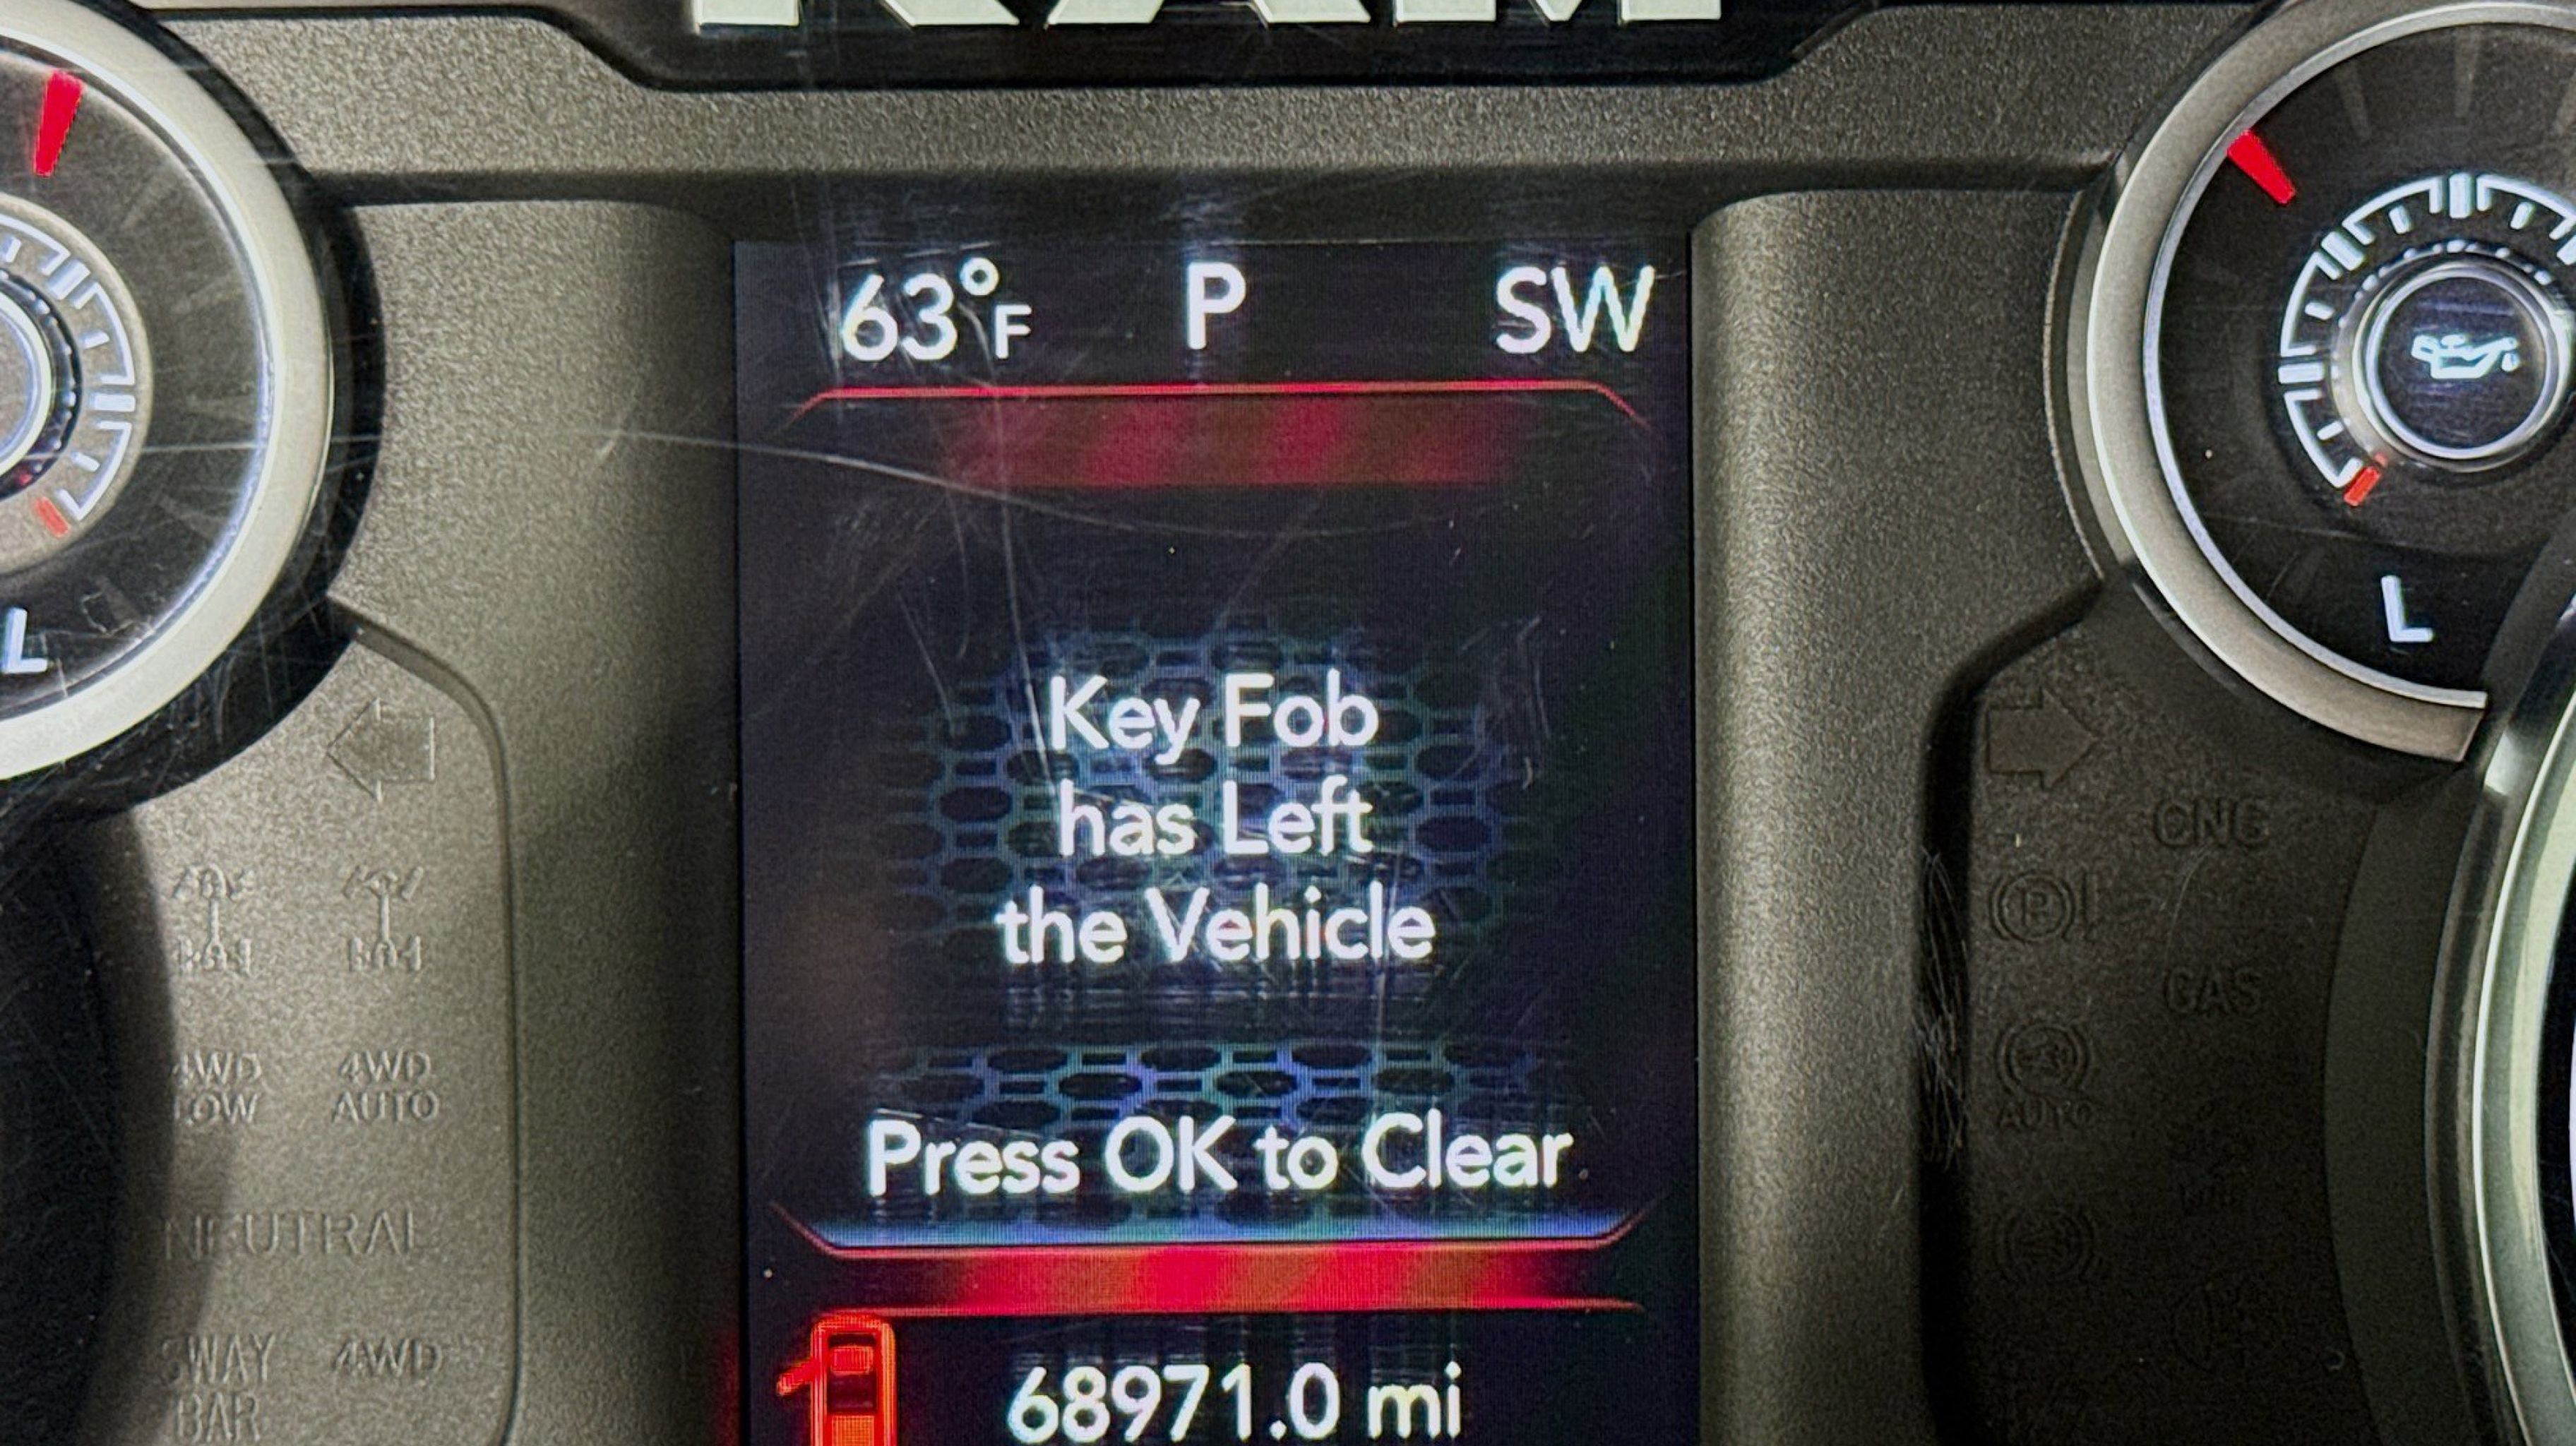 RAM
63°F P SW
L
L
Key Fob
has Left
the Vehicle
Press OK to Clear
68971.0 mi
CNG
GAS
AUTO
4WD LOW
4WD AUTO
NEUTRAL
SWAY BAR
4WD